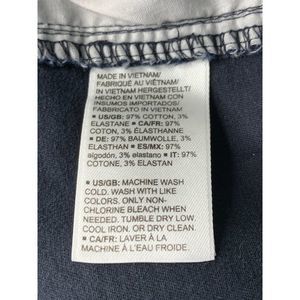 MADE IN VIETNAM/
FABRIQUÉ AU VIÊTNAM/
IN VIETNAM HERGESTELLT/
HECHO EN VIETNAM CON
INSUMOS IMPORTADOS/
FABBRICATO IN VIETNAM
• US/GB: 97% COTTON, 3%
ELASTANE • CA/FR: 97%
COTON, 3% ÉLASTHANNE
• DE: 97% BAUMWOLLE, 3%
ELASTHAN • ES/MX: 97%
algodón, 3% elastano • IT: 97%
COTONE, 3% ELASTAN
• US/GB: MACHINE WASH
COLD. WASH WITH LIKE
COLORS. ONLY NON-
CHLORINE BLEACH WHEN
NEEDED. TUMBLE DRY LOW
COOL IRON. OR DRY CLEAN.
• CA/FR: LAVER À LA
MACHINE À L'EAU FROIDE.